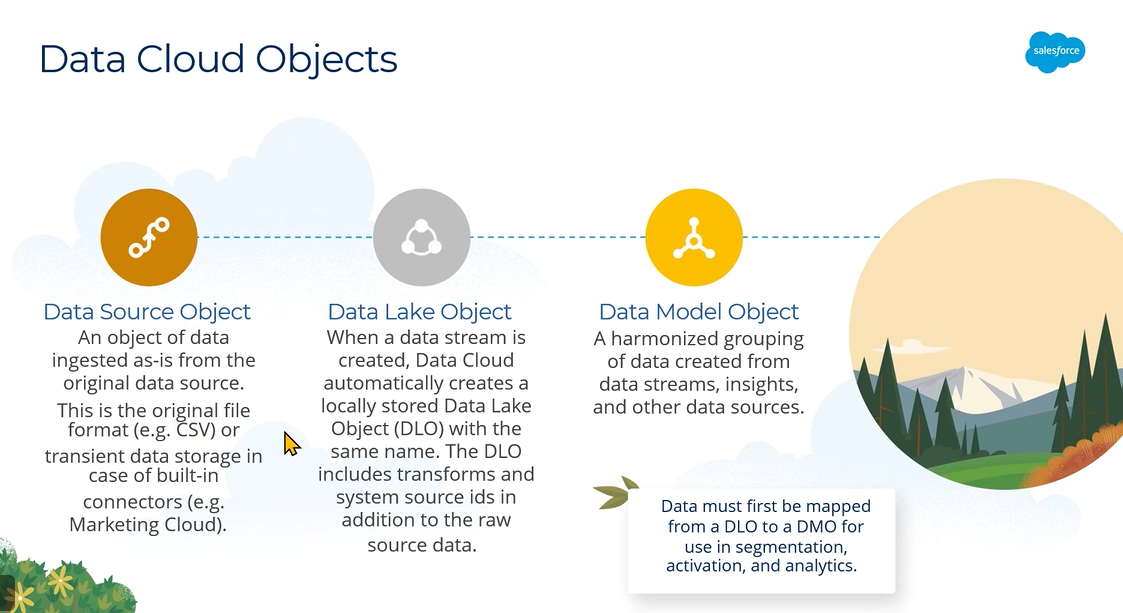 Data Cloud Objects
salesforce
Data Source Object
An object of data
ingested as-is from the
original data source.
This is the original file
format (e.g. CSV) or
transient data storage in
case of built-in
connectors (e.g.
Marketing Cloud).
Data Lake Object
When a data stream is
created, Data Cloud
automatically creates a
locally stored Data Lake
Object (DLO) with the
same name. The DLO
includes transforms and
system source ids in
addition to the raw
source data.
Data Model Object
A harmonized grouping
of data created from
data streams, insights,
and other data sources.
Data must first be mapped
from a DLO to a DMO for
use in segmentation,
activation, and analytics.